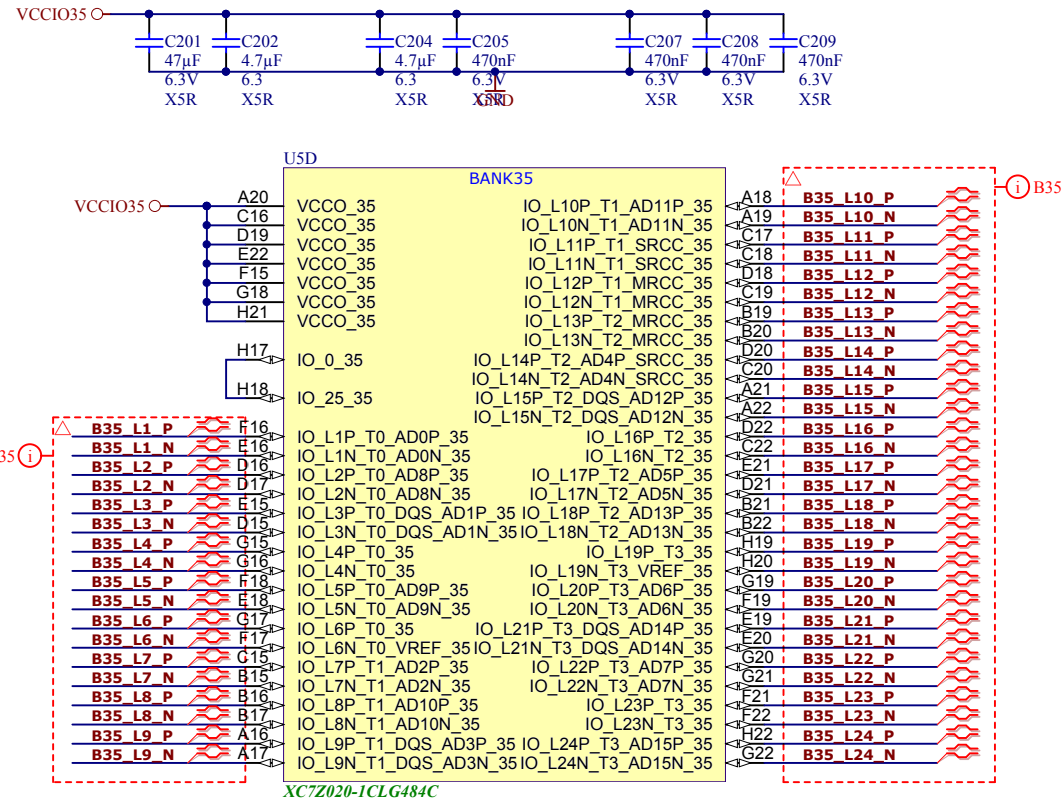 VCCIO35
C201
47µF
6.3V
X5R
C202
4.7µF
6.3
X5R
C204
4.7µF
6.3
X5R
C205
470nF
6.3V
X5R
GND
C207
470nF
6.3V
X5R
C208
470nF
6.3V
X5R
C209
470nF
6.3V
X5R
U5D
BANK35
VCCIO35
A20 VCCO_35
C16 VCCO_35
D19 VCCO_35
E22 VCCO_35
F15 VCCO_35
G18 VCCO_35
H21 VCCO_35
H17 IO_0_35
H18 IO_25_35
35 i
B35_L1_P F16 IO_L1P_T0_AD0P_35
B35_L1_N E16 IO_L1N_T0_AD0N_35
B35_L2_P D16 IO_L2P_T0_AD8P_35
B35_L2_N D17 IO_L2N_T0_AD8N_35
B35_L3_P E15 IO_L3P_T0_DQS_AD1P_35
B35_L3_N D15 IO_L3N_T0_DQS_AD1N_35
B35_L4_P G15 IO_L4P_T0_35
B35_L4_N G16 IO_L4N_T0_35
B35_L5_P F18 IO_L5P_T0_AD9P_35
B35_L5_N E18 IO_L5N_T0_AD9N_35
B35_L6_P G17 IO_L6P_T0_35
B35_L6_N F17 IO_L6N_T0_VREF_35
B35_L7_P C15 IO_L7P_T1_AD2P_35
B35_L7_N B15 IO_L7N_T1_AD2N_35
B35_L8_P B16 IO_L8P_T1_AD10P_35
B35_L8_N B17 IO_L8N_T1_AD10N_35
B35_L9_P A16 IO_L9P_T1_DQS_AD3P_35
B35_L9_N A17 IO_L9N_T1_DQS_AD3N_35
IO_L10P_T1_AD11P_35 A18 B35_L10_P
IO_L10N_T1_AD11N_35 A19 B35_L10_N
IO_L11P_T1_SRCC_35 C17 B35_L11_P
IO_L11N_T1_SRCC_35 C18 B35_L11_N
IO_L12P_T1_MRCC_35 D18 B35_L12_P
IO_L12N_T1_MRCC_35 C19 B35_L12_N
IO_L13P_T2_MRCC_35 B19 B35_L13_P
IO_L13N_T2_MRCC_35 B20 B35_L13_N
IO_L14P_T2_AD4P_SRCC_35 D20 B35_L14_P
IO_L14N_T2_AD4N_SRCC_35 C20 B35_L14_N
IO_L15P_T2_DQS_AD12P_35 A21 B35_L15_P
IO_L15N_T2_DQS_AD12N_35 A22 B35_L15_N
IO_L16P_T2_35 D22 B35_L16_P
IO_L16N_T2_35 C22 B35_L16_N
IO_L17P_T2_AD5P_35 E21 B35_L17_P
IO_L17N_T2_AD5N_35 D21 B35_L17_N
IO_L18P_T2_AD13P_35 B21 B35_L18_P
IO_L18N_T2_AD13N_35 B22 B35_L18_N
IO_L19P_T3_35 H19 B35_L19_P
IO_L19N_T3_VREF_35 H20 B35_L19_N
IO_L20P_T3_AD6P_35 G19 B35_L20_P
IO_L20N_T3_AD6N_35 F19 B35_L20_N
IO_L21P_T3_DQS_AD14P_35 E19 B35_L21_P
IO_L21N_T3_DQS_AD14N_35 E20 B35_L21_N
IO_L22P_T3_AD7P_35 G20 B35_L22_P
IO_L22N_T3_AD7N_35 G21 B35_L22_N
IO_L23P_T3_35 F21 B35_L23_P
IO_L23N_T3_35 F22 B35_L23_N
IO_L24P_T3_AD15P_35 H22 B35_L24_P
IO_L24N_T3_AD15N_35 G22 B35_L24_N
i B35
XC7Z020-1CLG484C